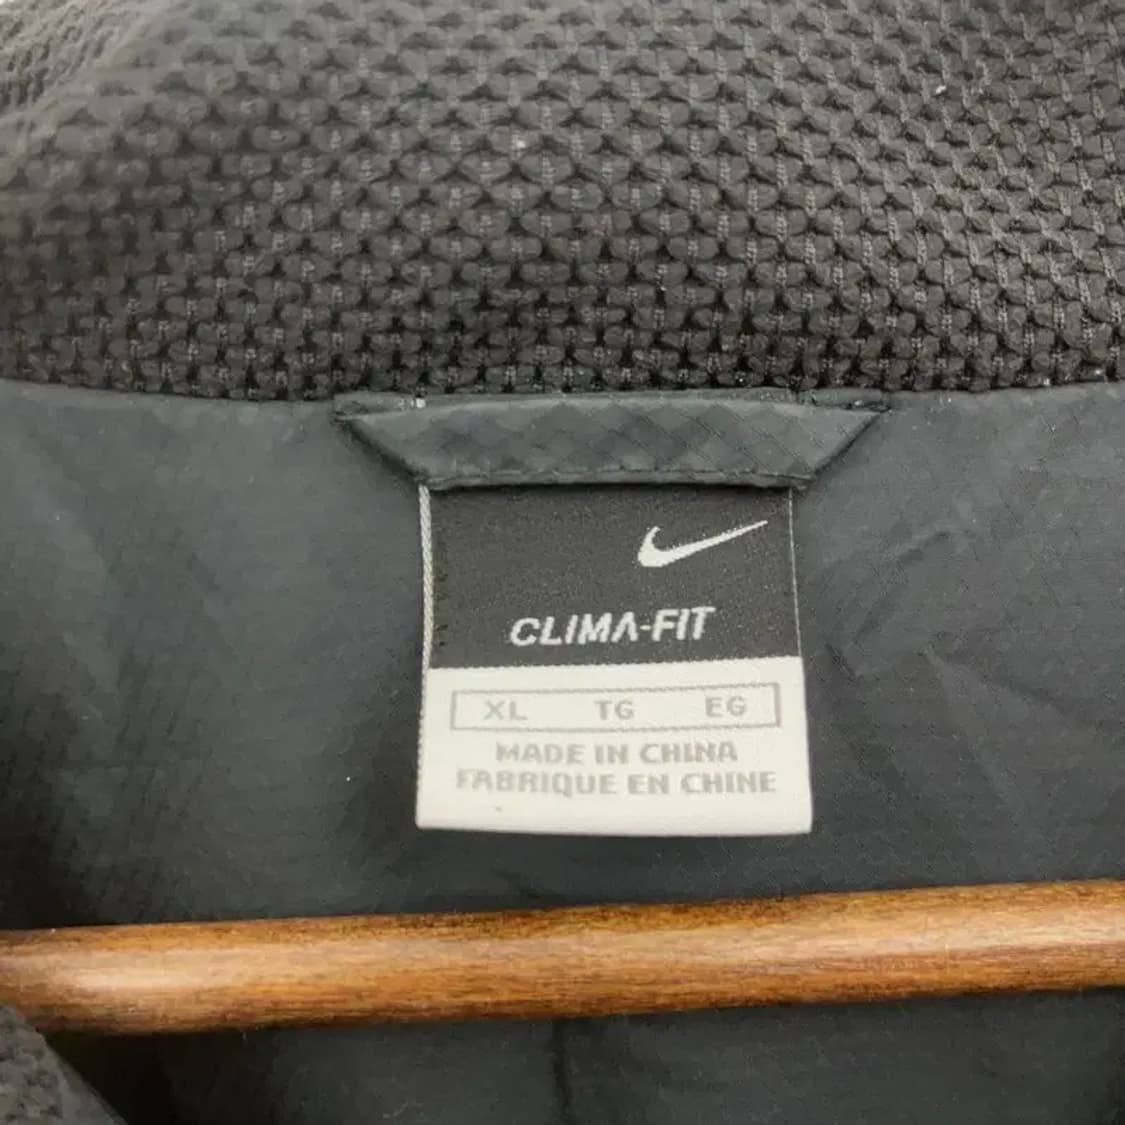 CLIMA-FIT
XL TG EG
MADE IN CHINA
FABRIQUE EN CHINE